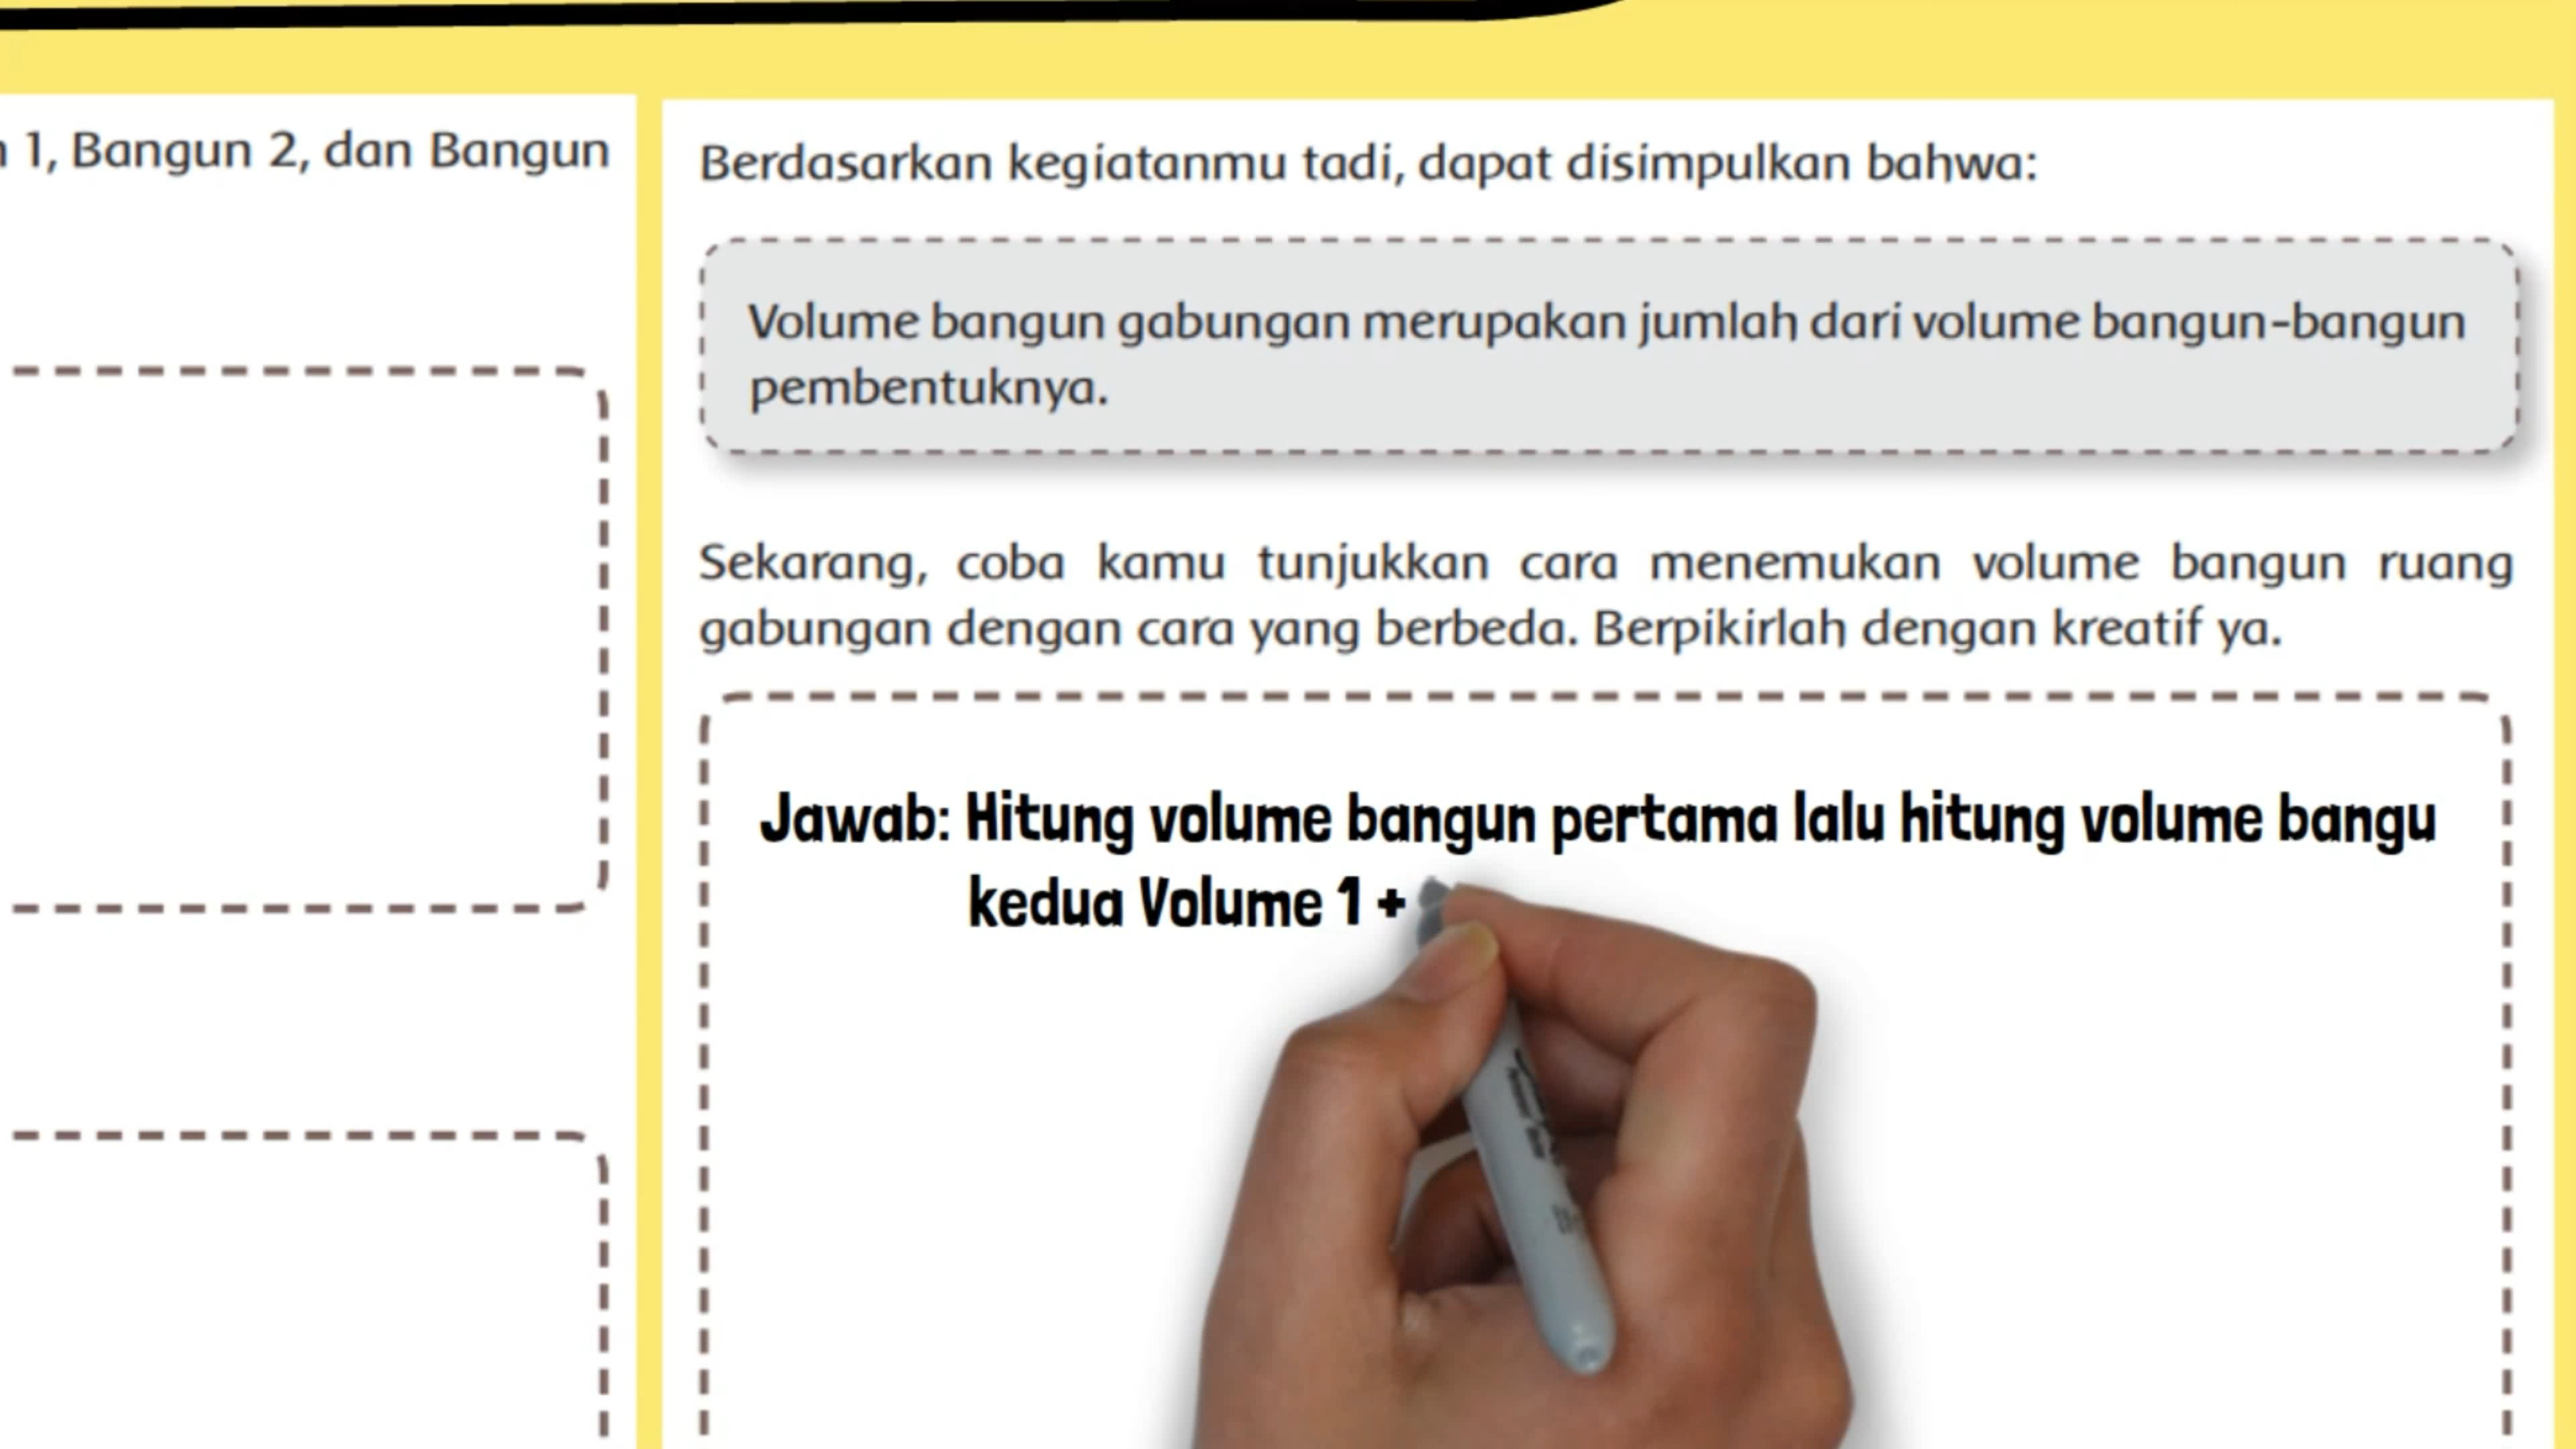 1, Bangun 2, dan Bangun
Berdasarkan kegiatanmu tadi, dapat disimpulkan bahwa:
Volume bangun gabungan merupakan jumlah dari volume bangun-bangun
pembentuknya.
Sekarang, coba kamu tunjukkan cara menemukan volume bangun ruang
gabungan dengan cara yang berbeda. Berpikirlah dengan kreatif ya.
Jawab: Hitung volume bangun pertama lalu hitung volume bangu
kedua Volume 1 +